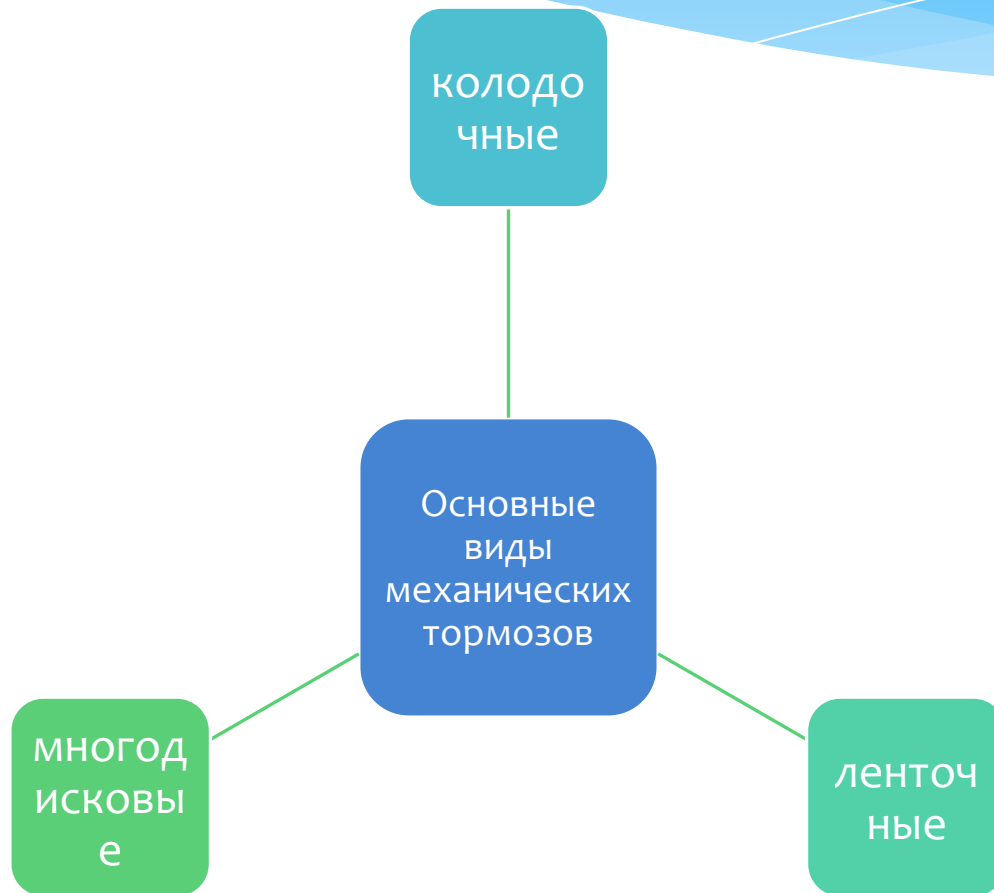 колодо
чные
Основные
виды
механических
тормозов
многод
исковы
е
ленточ
ные